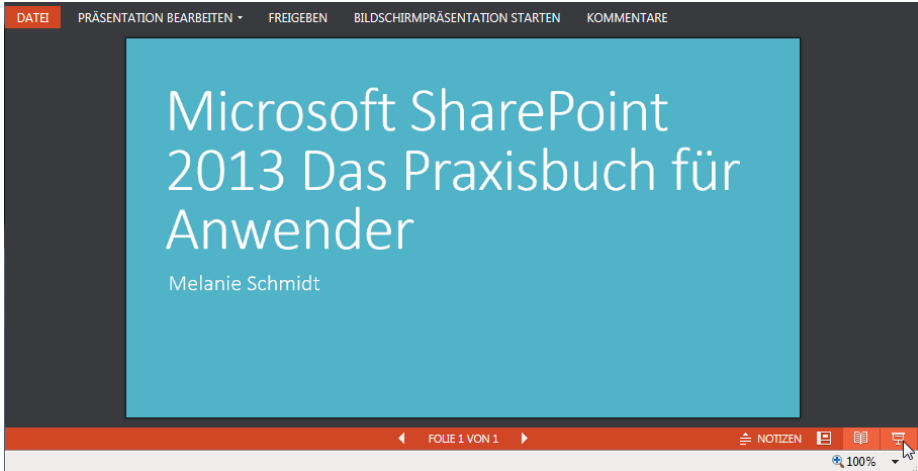 DATEI PRÄSENTATION BEARBEITEN FREIGEBEN BILDSCHIRMPRÄSENTATION STARTEN KOMMENTARE
Microsoft SharePoint
2013 Das Praxisbuch für
Anwender
Melanie Schmidt
FOLIE 1 VON 1 NOTIZEN
100%